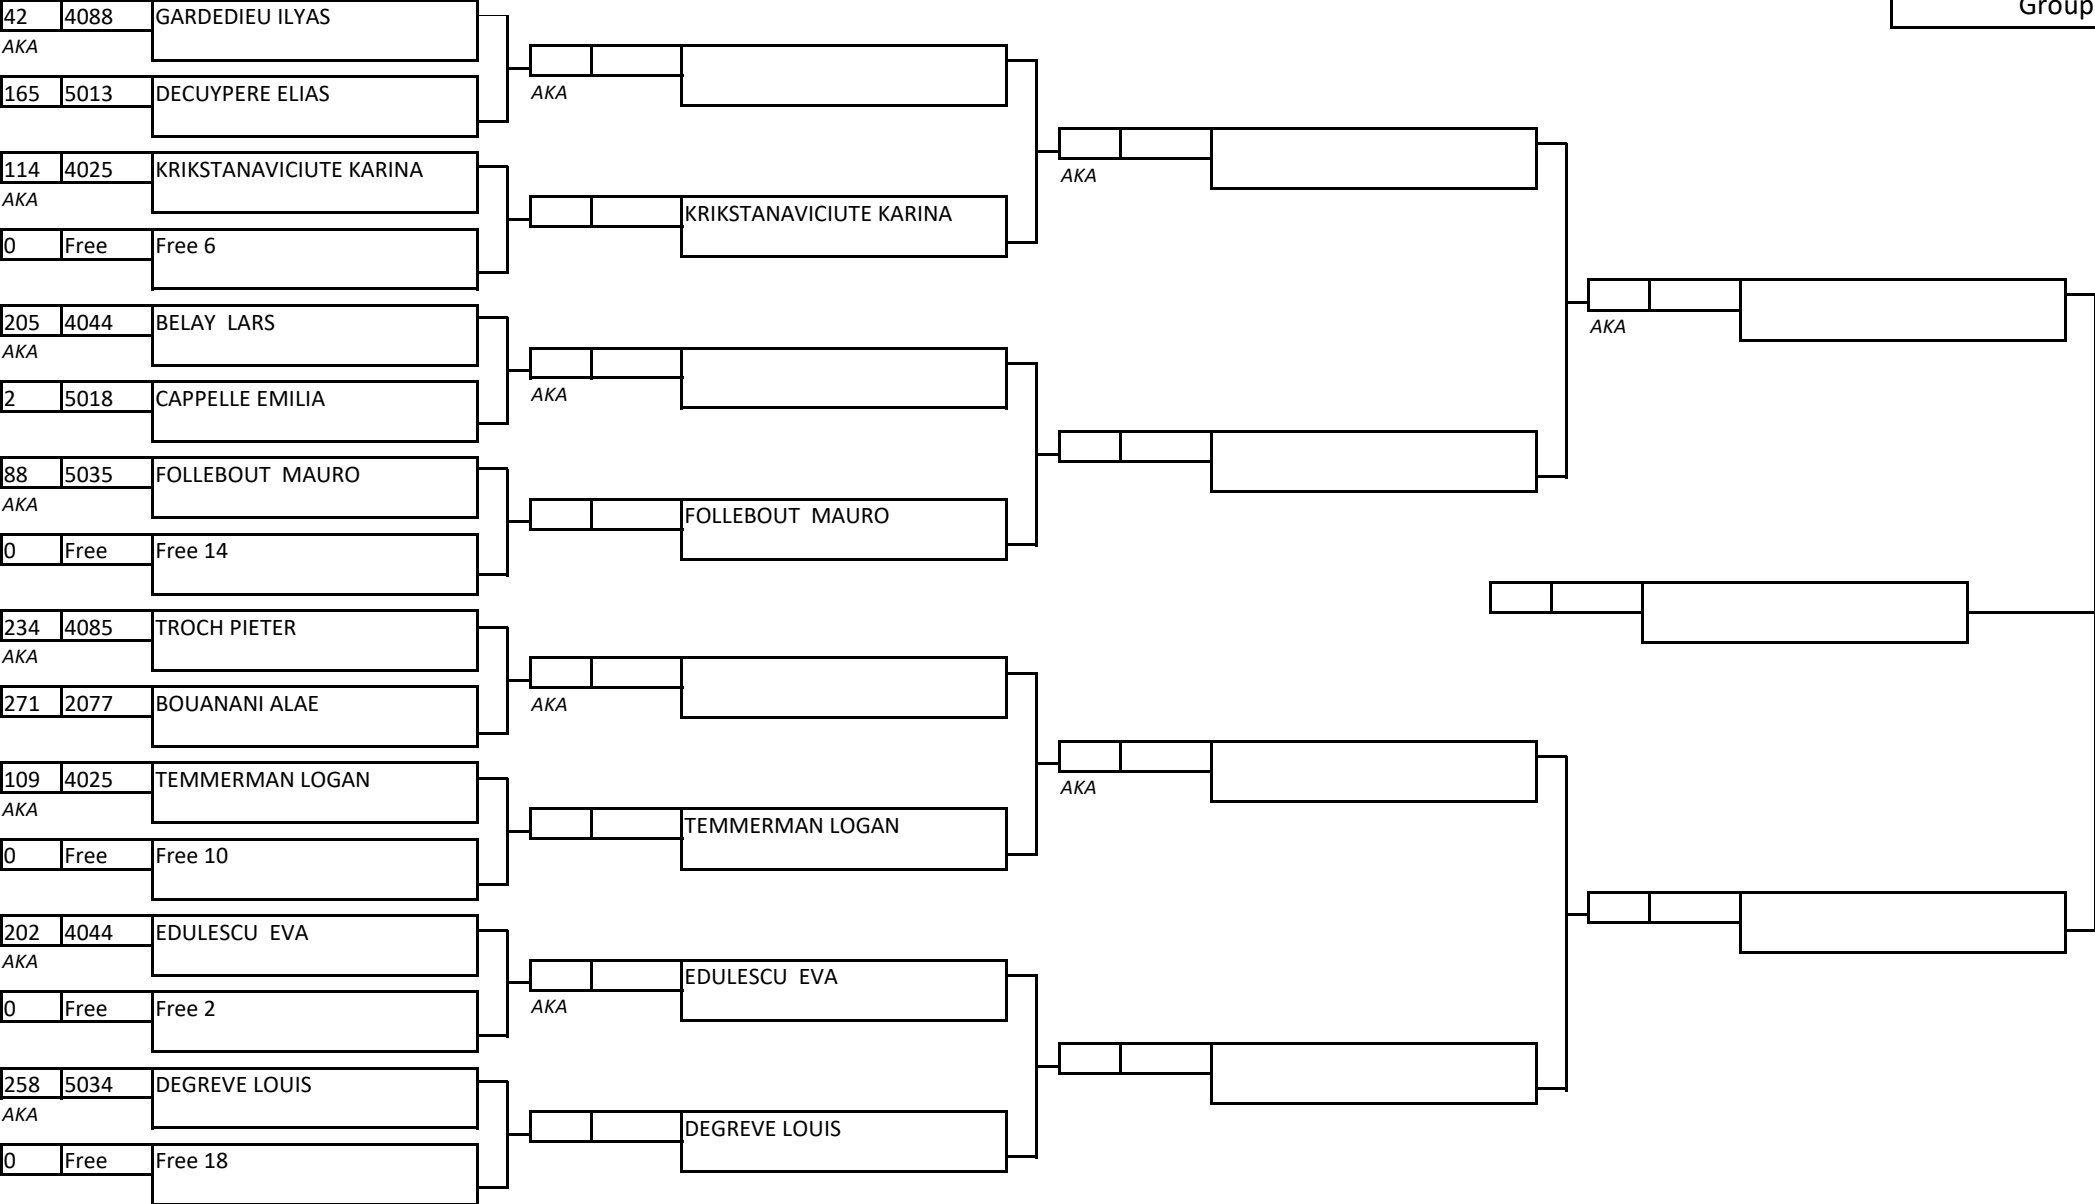 Group
42 4088 GARDEDIEU ILYAS
AKA
165 5013 DECUYPERE ELIAS
AKA
114 4025 KRIKSTANAVICIUTE KARINA
AKA
KRIKSTANAVICIUTE KARINA
AKA
0 Free Free 6
205 4044 BELAY  LARS
AKA
AKA
2 5018 CAPPELLE EMILIA
AKA
88 5035 FOLLEBOUT  MAURO
AKA
FOLLEBOUT  MAURO
0 Free Free 14
234 4085 TROCH PIETER
AKA
271 2077 BOUANANI ALAE
AKA
109 4025 TEMMERMAN LOGAN
AKA
AKA
TEMMERMAN LOGAN
0 Free Free 10
202 4044 EDULESCU  EVA
AKA
EDULESCU  EVA
0 Free Free 2
AKA
258 5034 DEGREVE LOUIS
AKA
DEGREVE LOUIS
0 Free Free 18